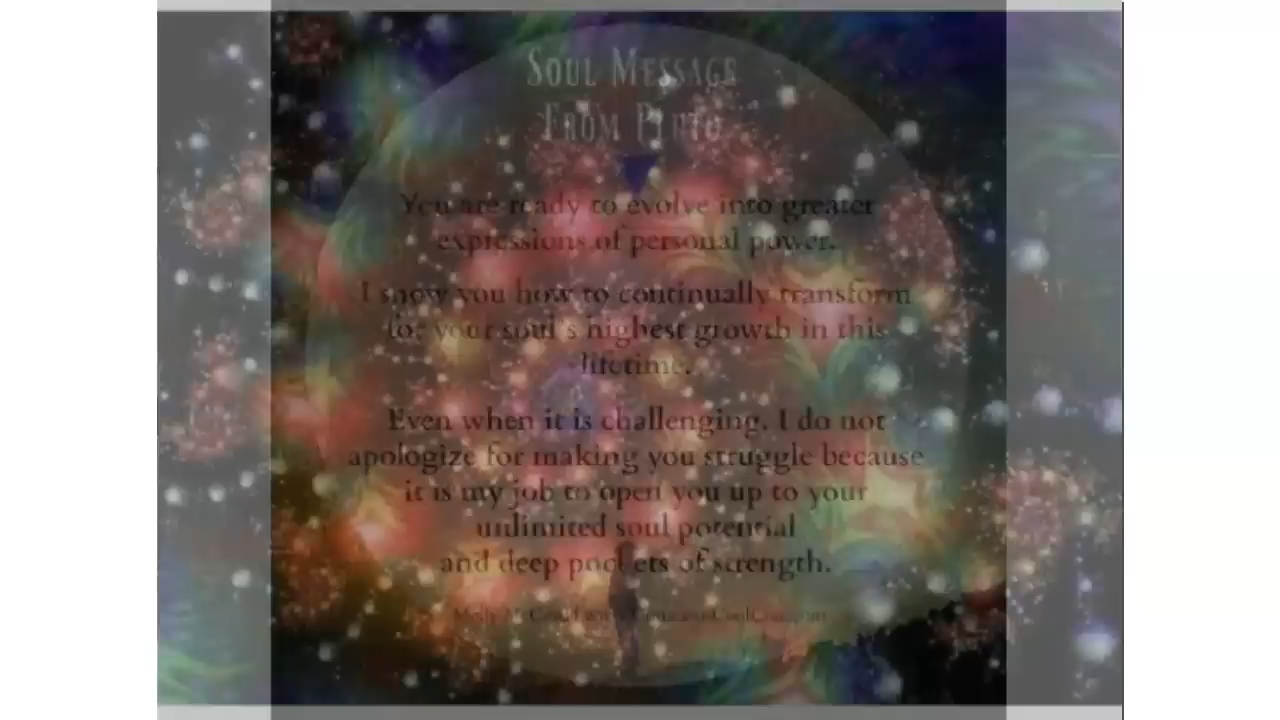 SOUL MESSAGE
FROM PLUTO
You are ready to evolve into greater
expressions of personal power.
I show you how to continually transform
for your soul's highest growth in this
lifetime.
Even when it is challenging. I do not
apologize for making you struggle because
it is my job to open you up to your
unlimited soul potential
and deep pockets of strength.